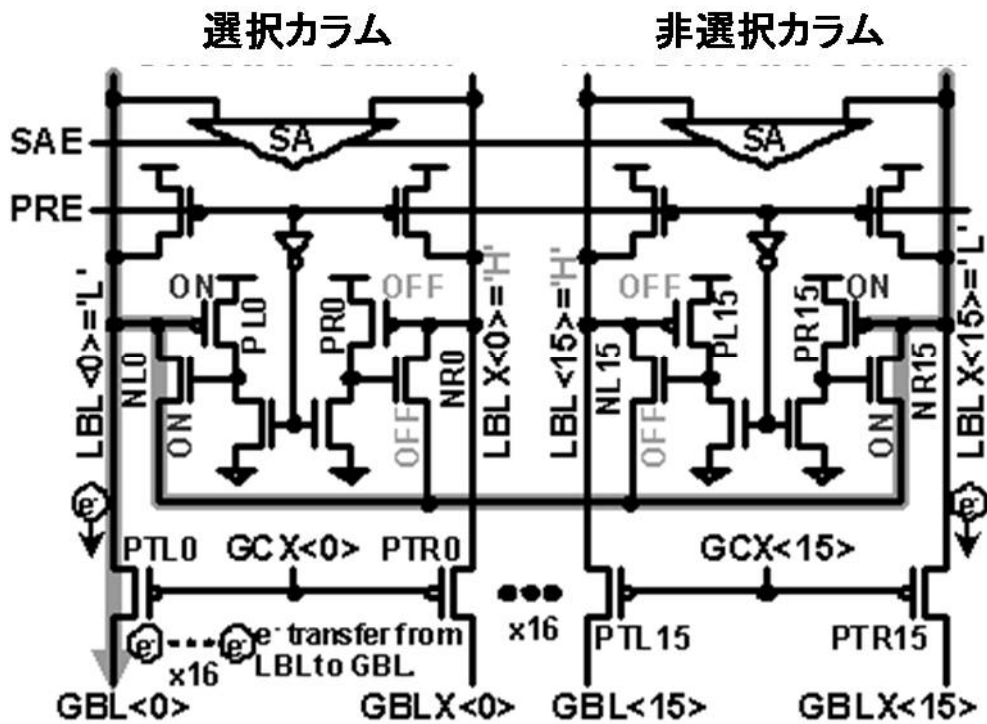 選択カラム
非選択カラム
SAE
SA
SA
PRE
LBL<0>='L'
ON
PL0
NL0
ON
PR0
OFF
NR0
OFF
LBLX<0>='H'
LBL<15>='H'
OFF
PL15
NL15
OFF
PR15
ON
NR15
ON
LBLX<15>='L'
e-
e-
PTL0
GCX<0>
PTR0
GCX<15>
x16
PTL15
PTR15
e-
e-
x16
e- transfer from
LBL to GBL.
GBL<0>
GBLX<0>
GBL<15>
GBLX<15>